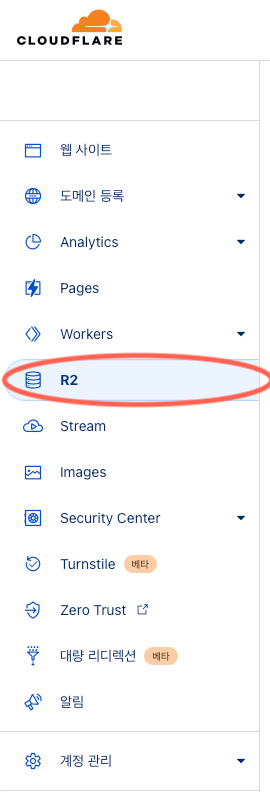 CLOUDFLARE
웹 사이트
도메인 등록
Analytics
Pages
Workers
R2
Stream
Images
Security Center
Turnstile 베타
Zero Trust
대량 리디렉션 베타
알림
계정 관리